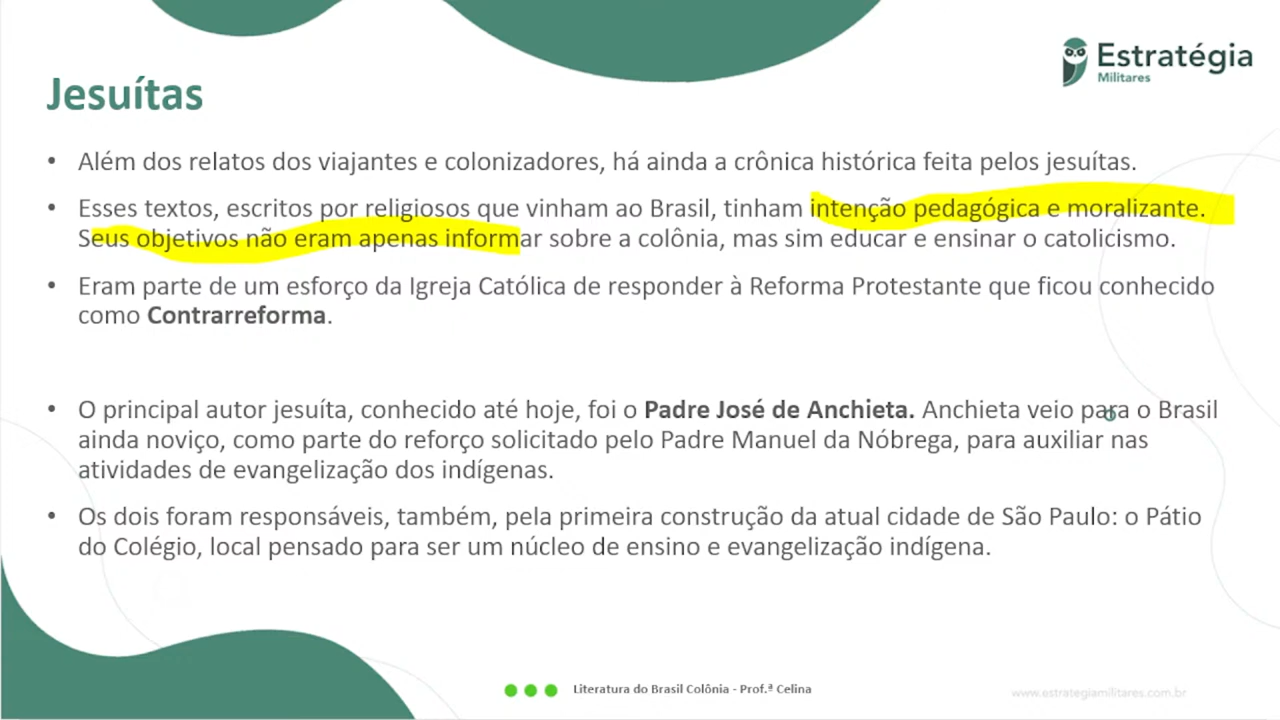 Estratégia
Militares
Jesuítas
• Além dos relatos dos viajantes e colonizadores, há ainda a crônica histórica feita pelos jesuítas.
• Esses textos, escritos por religiosos que vinham ao Brasil, tinham intenção pedagógica e moralizante.
Seus objetivos não eram apenas informar sobre a colônia, mas sim educar e ensinar o catolicismo.
• Eram parte de um esforço da Igreja Católica de responder à Reforma Protestante que ficou conhecido
como Contrarreforma.
• O principal autor jesuíta, conhecido até hoje, foi o Padre José de Anchieta. Anchieta veio para o Brasil
ainda noviço, como parte do reforço solicitado pelo Padre Manuel da Nóbrega, para auxiliar nas
atividades de evangelização dos indígenas.
• Os dois foram responsáveis, também, pela primeira construção da atual cidade de São Paulo: o Pátio
do Colégio, local pensado para ser um núcleo de ensino e evangelização indígena.
Literatura do Brasil Colônia - Prof.ª Celina
www.estrategiamilitares.com.br